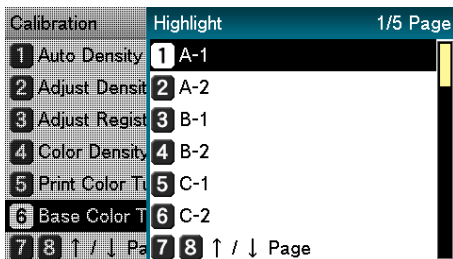 Calibration
1 Auto Density
2 Adjust Densit
3 Adjust Regist
4 Color Density
5 Print Color Tu
6 Base Color T
7 8 ↑ / ↓ Pa
Highlight 1/5 Page
1 A-1
2 A-2
3 B-1
4 B-2
5 C-1
6 C-2
7 8 ↑ / ↓ Page